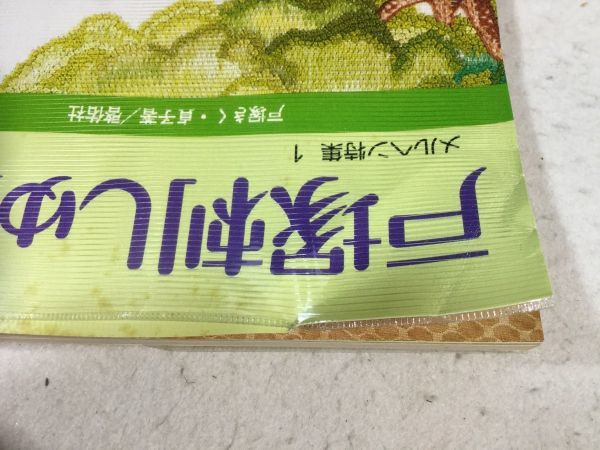 戸塚刺しゅ
メルヘン特集 1
戸塚きく・貞子著/啓佑社